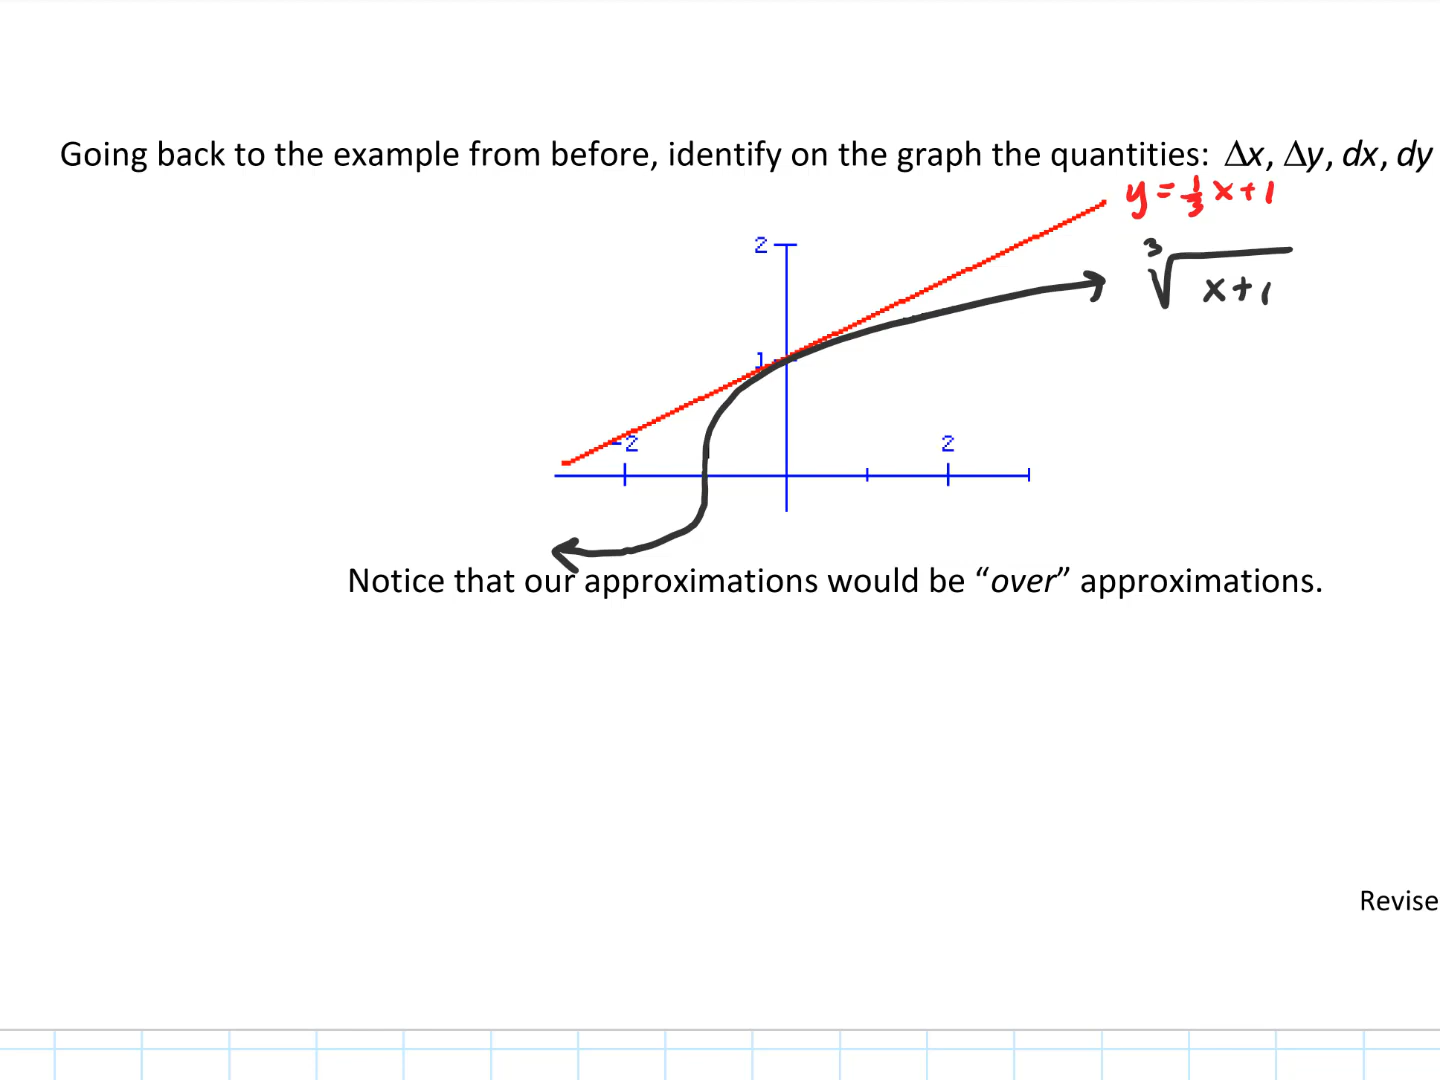 Going back to the example from before, identify on the graph the quantities: Δx, Δy, dx, dy
y = 1/3 x + 1
2
∛(x+1)
1
-2
2
Notice that our approximations would be “over” approximations.
Revise